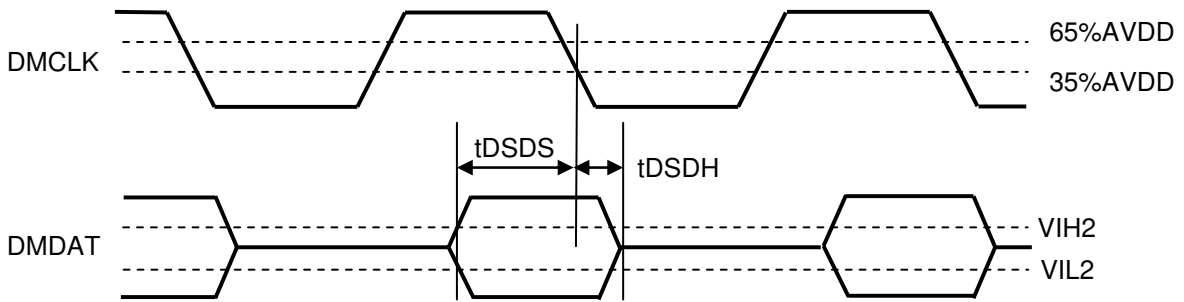 65%AVDD
DMCLK
35%AVDD
tDSDS
tDSDH
VIH2
DMDAT
VIL2